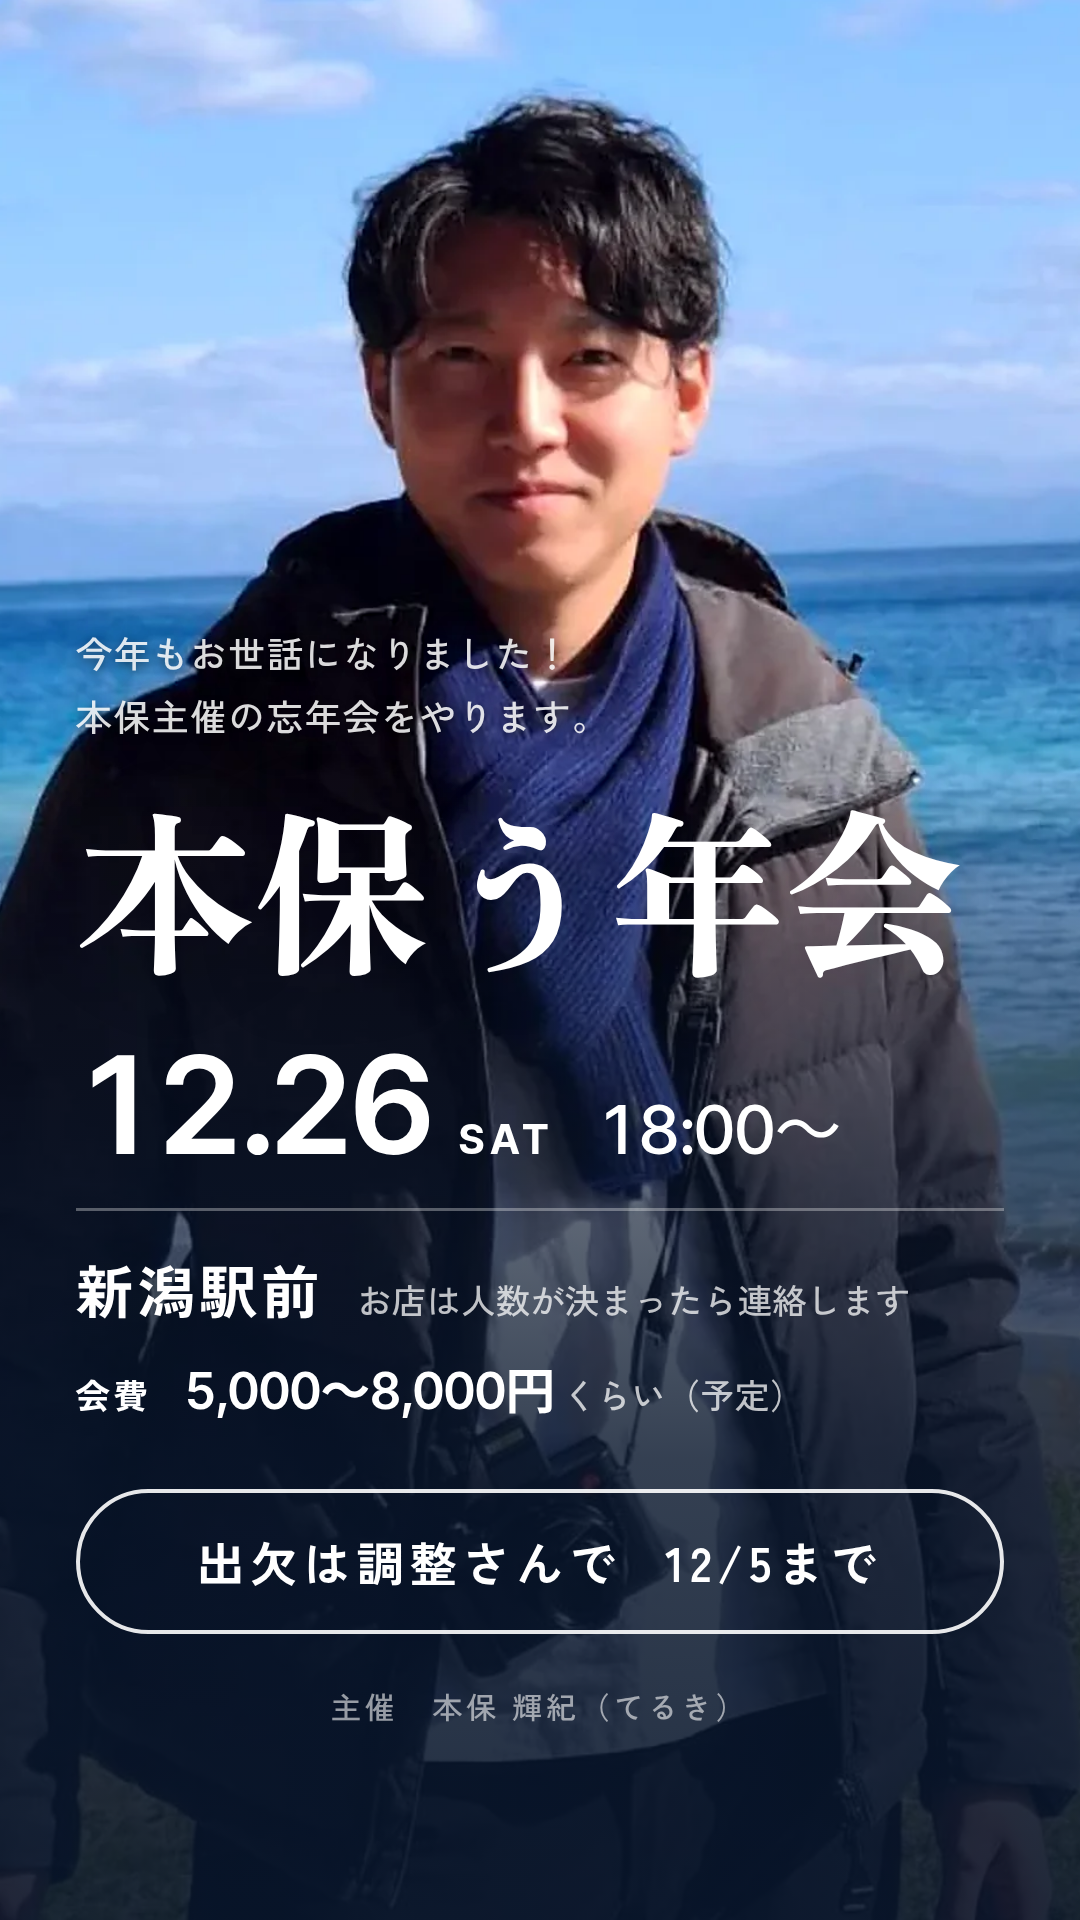 今年もお世話になりました！
本保主催の忘年会をやります。
本保う年会
12.26 SAT 18:00〜
新潟駅前 お店は人数が決まったら連絡します
会費 5,000〜8,000円 くらい（予定）
出欠は調整さんで 12/5まで
主催 本保 輝紀（てるき）